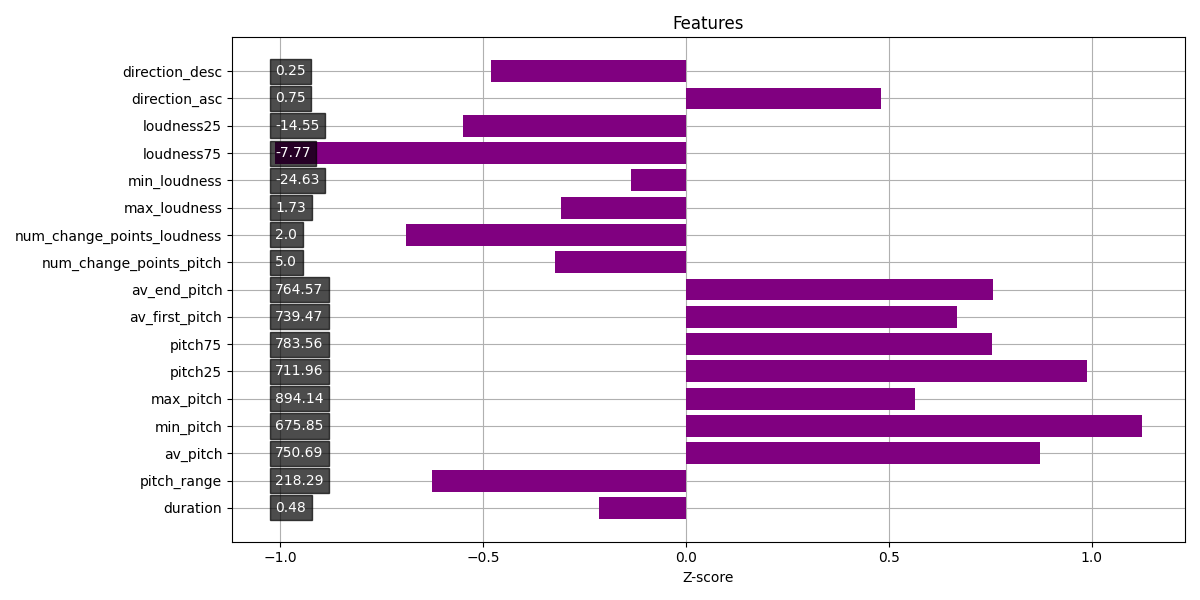 Features
direction_desc 0.25
direction_asc 0.75
loudness25 -14.55
loudness75 -7.77
min_loudness -24.63
max_loudness 1.73
num_change_points_loudness 2.0
num_change_points_pitch 5.0
av_end_pitch 764.57
av_first_pitch 739.47
pitch75 783.56
pitch25 711.96
max_pitch 894.14
min_pitch 675.85
av_pitch 750.69
pitch_range 218.29
duration 0.48
−1.0 −0.5 0.0 0.5 1.0
Z-score